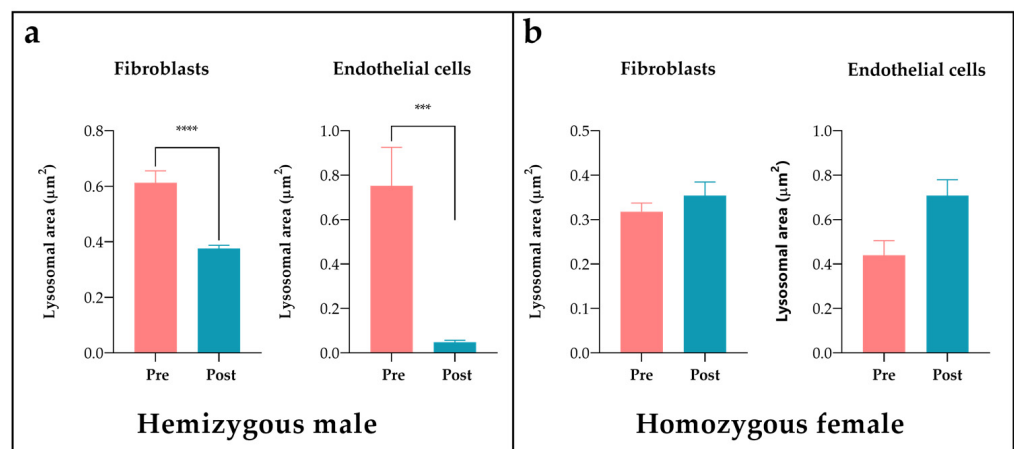 a
Fibroblasts
Endothelial cells
****
***
Lysosomal area (µm²)
0.8
0.6
0.4
0.2
0.0
Pre
Post
Lysosomal area (µm²)
1.0
0.8
0.6
0.4
0.2
0.0
Pre
Post
Hemizygous male
b
Fibroblasts
Endothelial cells
Lysosomal area (µm²)
0.5
0.4
0.3
0.2
0.1
0.0
Pre
Post
Lysosomal area (µm²)
1.0
0.8
0.6
0.4
0.2
0.0
Pre
Post
Homozygous female